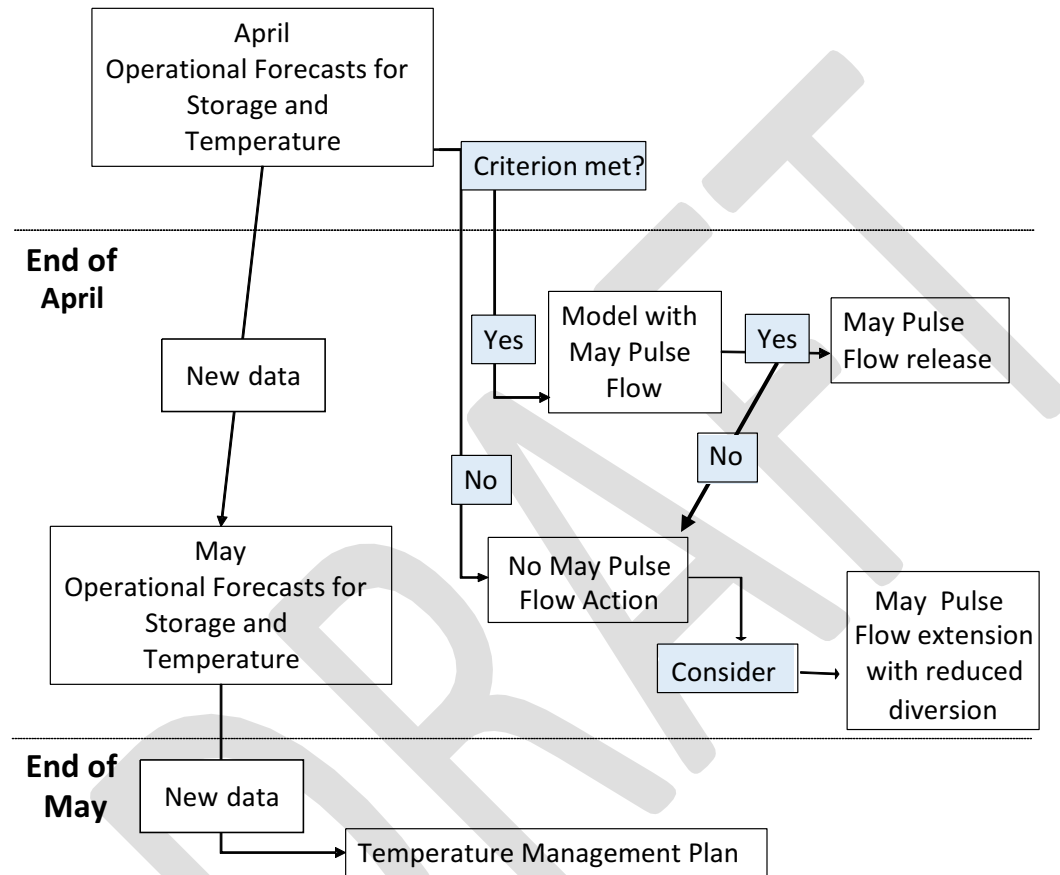 April
Operational Forecasts for
Storage and
Temperature
Criterion met?
End of
April
Yes
Model with
May Pulse
Flow
Yes
May Pulse
Flow release
New data
No
No
May
Operational Forecasts for
Storage and
Temperature
No May Pulse
Flow Action
Consider
May Pulse
Flow extension
with reduced
diversion
End of
May
New data
Temperature Management Plan
DRAFT